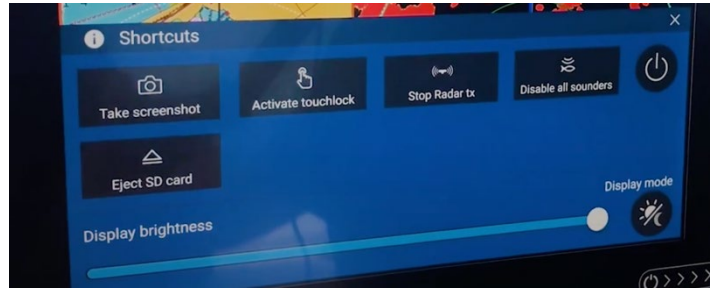 Shortcuts
Take screenshot
Activate touchlock
Stop Radar tx
Disable all sounders
Eject SD card
Display mode
Display brightness